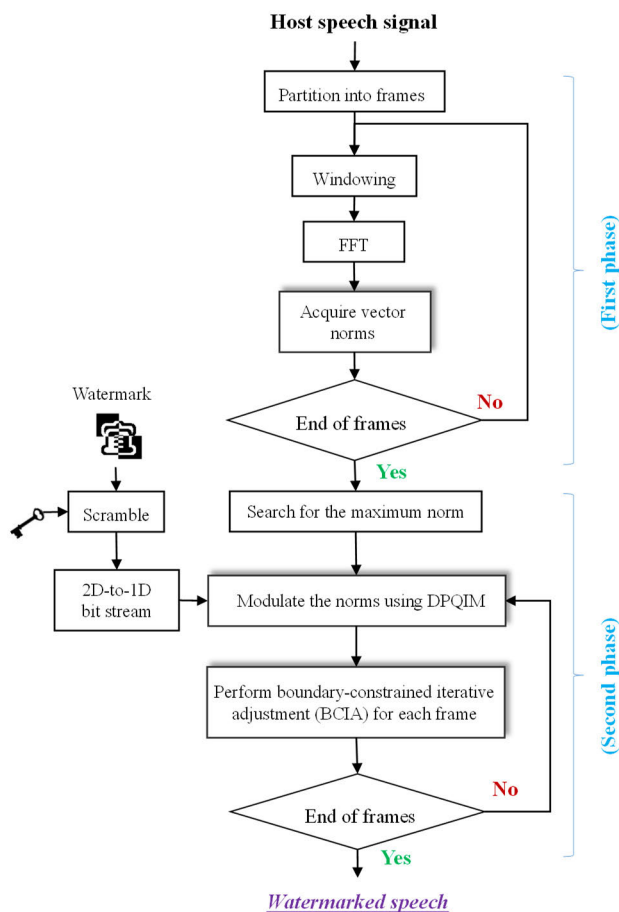 Host speech signal
Partition into frames
Windowing
FFT
Acquire vector
norms
End of frames
No
Yes
(First phase)
Watermark
Scramble
2D-to-1D
bit stream
Search for the maximum norm
Modulate the norms using DPQIM
Perform boundary-constrained iterative
adjustment (BCIA) for each frame
End of frames
No
Yes
(Second phase)
Watermarked speech